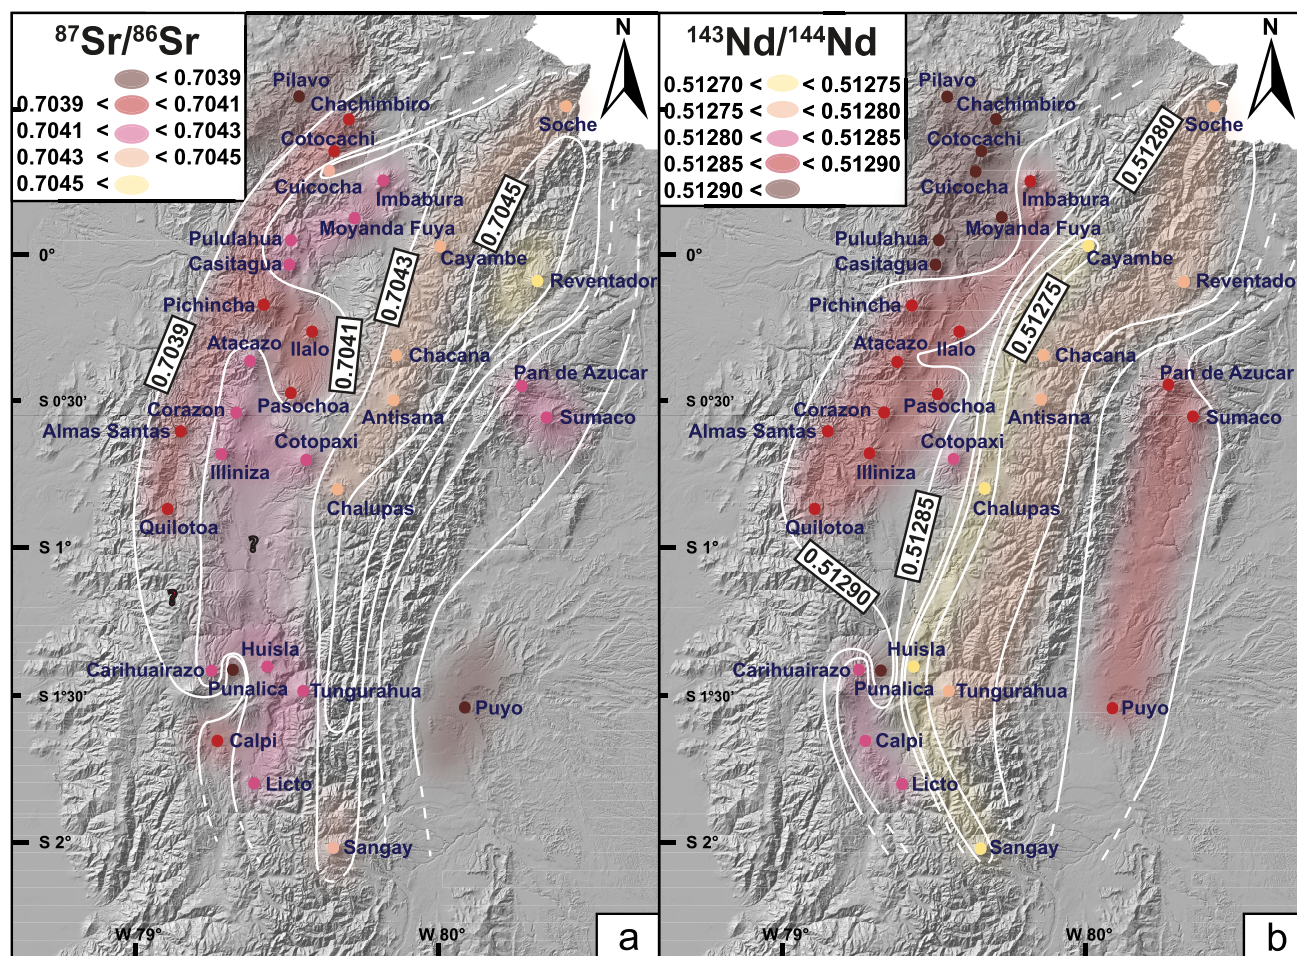 ⁸⁷Sr/⁸⁶Sr
< 0.7039
0.7039 < < 0.7041
0.7041 < < 0.7043
0.7043 < < 0.7045
0.7045 <
N
Pilavo
Chachimbiro
Cotocachi
Soche
Cuicocha
Imbabura
Moyanda Fuya
Pululahua
Casitagua
Cayambe
Reventador
Pichincha
Atacazo
Ilalo
Chacana
Pan de Azucar
Corazon
Pasochoa
Antisana
Sumaco
Almas Santas
Cotopaxi
Illiniza
Chalupas
Quilotoa
?
?
Huisla
Carihuairazo
Punalica
Tungurahua
Puyo
Calpi
Licto
Sangay
0.7045
0.7043
0.7041
0.7039
0°
S 0°30'
S 1°
S 1°30'
S 2°
W 79°
W 80°
a
¹⁴³Nd/¹⁴⁴Nd
0.51270 < < 0.51275
0.51275 < < 0.51280
0.51280 < < 0.51285
0.51285 < < 0.51290
0.51290 <
N
Pilavo
Chachimbiro
Cotocachi
Soche
Cuicocha
Imbabura
Moyanda Fuya
Pululahua
Casitagua
Cayambe
Reventador
Pichincha
Atacazo
Ilalo
Chacana
Pan de Azucar
Corazon
Pasochoa
Antisana
Sumaco
Almas Santas
Cotopaxi
Illiniza
Chalupas
Quilotoa
Huisla
Carihuairazo
Punalica
Tungurahua
Puyo
Calpi
Licto
Sangay
0.51280
0.51275
0.51285
0.51290
0°
S 0°30'
S 1°
S 1°30'
S 2°
W 79°
W 80°
b